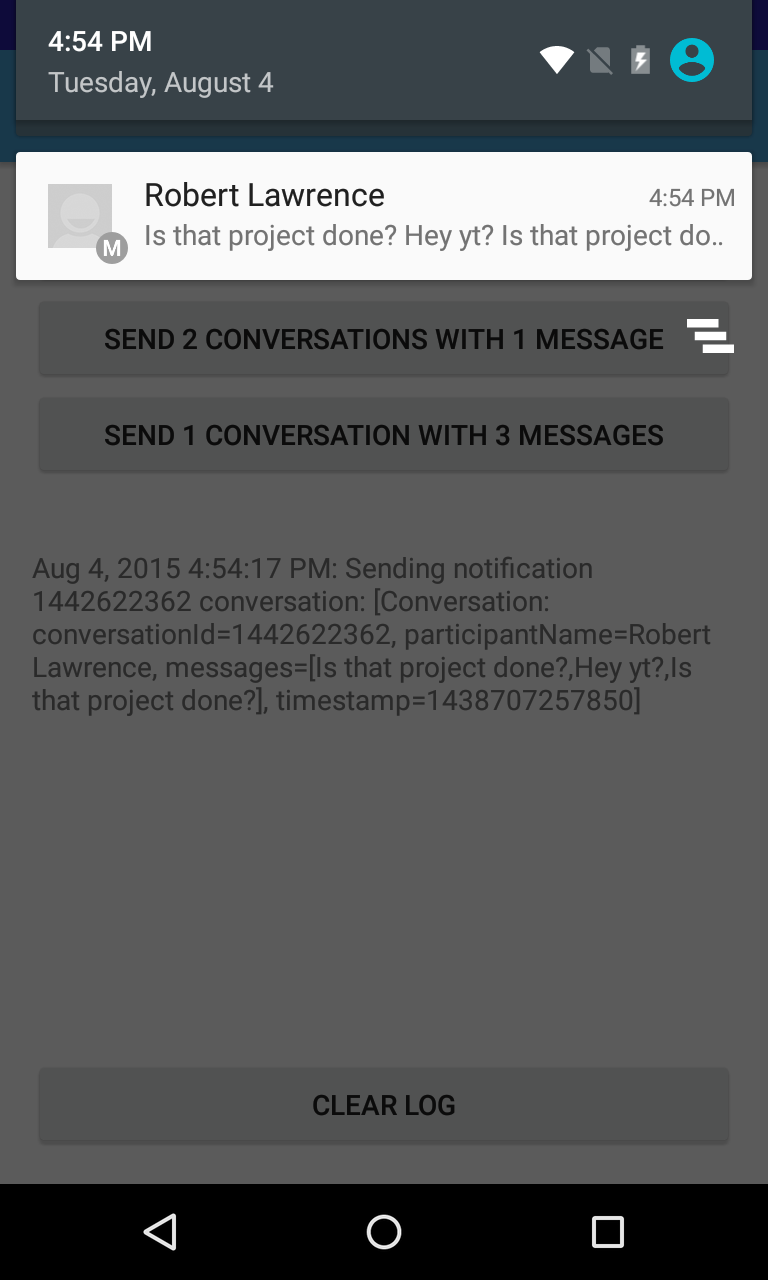 4:54 PM
Tuesday, August 4
Robert Lawrence 4:54 PM
Is that project done? Hey yt? Is that project do..
M
SEND 2 CONVERSATIONS WITH 1 MESSAGE
SEND 1 CONVERSATION WITH 3 MESSAGES
Aug 4, 2015 4:54:17 PM: Sending notification
1442622362 conversation: [Conversation:
conversationId=1442622362, participantName=Robert
Lawrence, messages=[Is that project done?,Hey yt?,Is
that project done?], timestamp=1438707257850]
CLEAR LOG